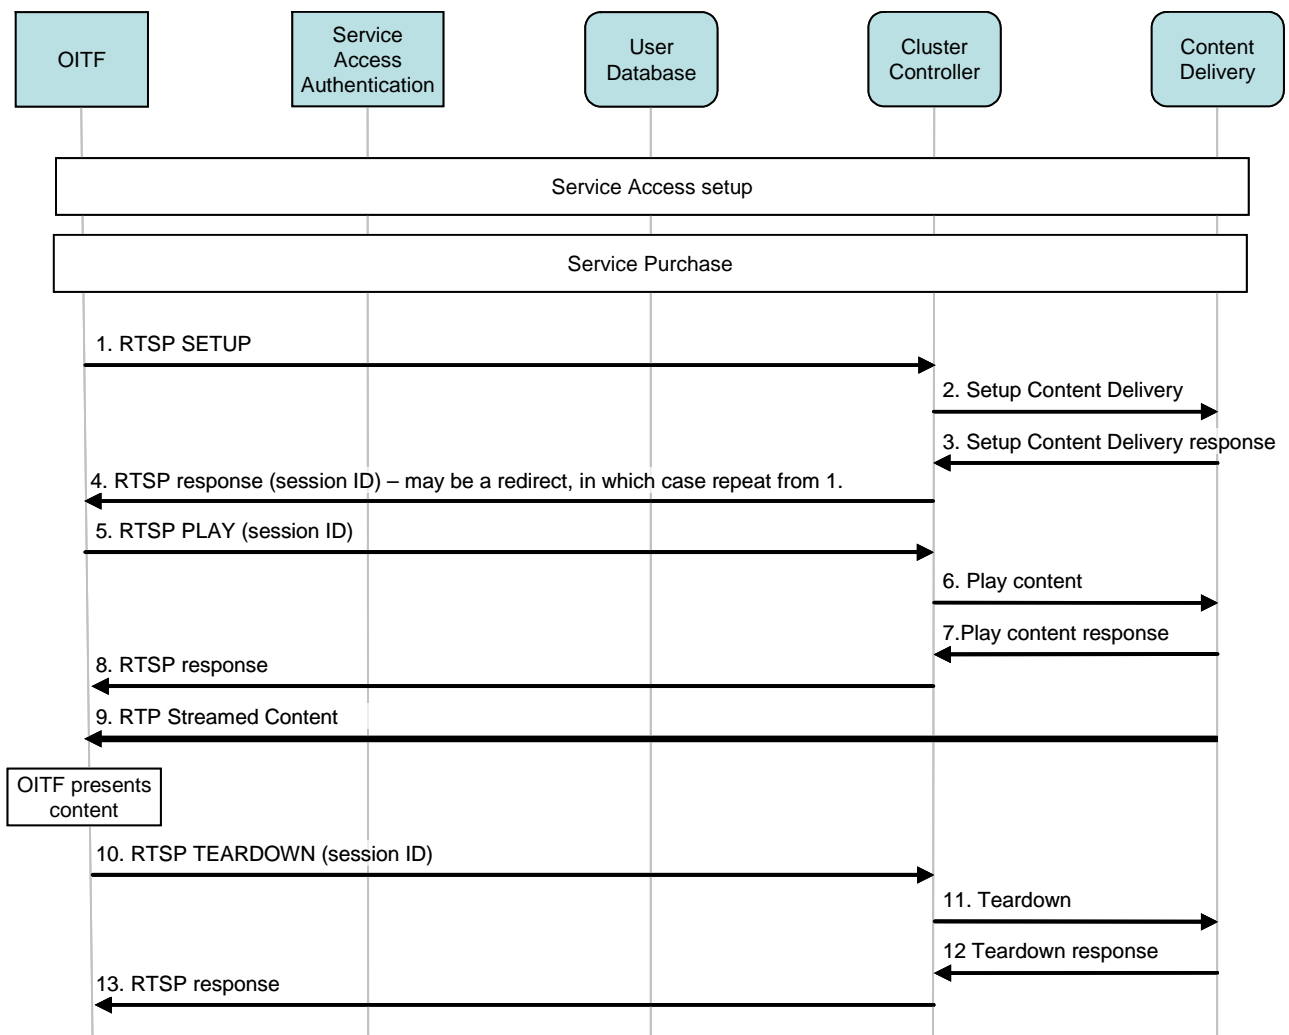 OITF
Service
Access
Authentication
User
Database
Cluster
Controller
Content
Delivery
Service Access setup
Service Purchase
1. RTSP SETUP
2. Setup Content Delivery
3. Setup Content Delivery response
4. RTSP response (session ID) – may be a redirect, in which case repeat from 1.
5. RTSP PLAY (session ID)
6. Play content
7.Play content response
8. RTSP response
9. RTP Streamed Content
OITF presents
content
10. RTSP TEARDOWN (session ID)
11. Teardown
12 Teardown response
13. RTSP response